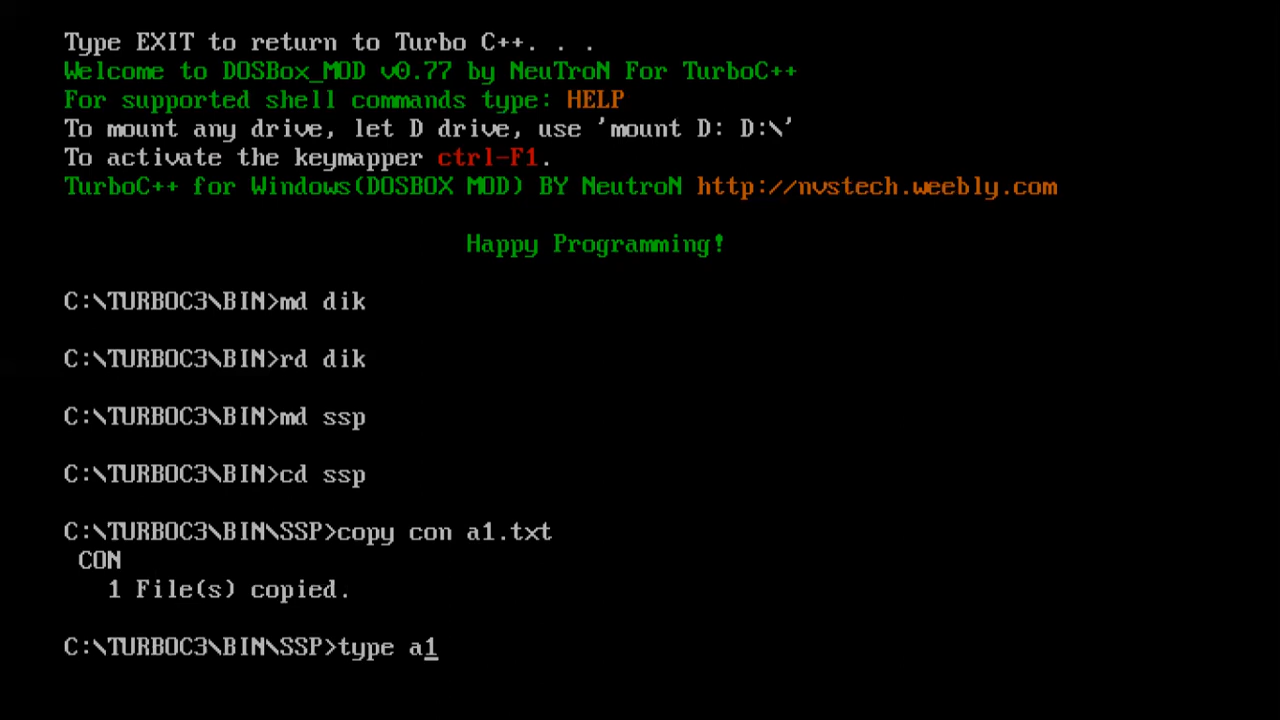 Type EXIT to return to Turbo C++. . .
Welcome to DOSBox_MOD v0.77 by NeuTroN For TurboC++
For supported shell commands type: HELP
To mount any drive, let D drive, use 'mount D: D:\'
To activate the keymapper ctrl-F1.
TurboC++ for Windows(DOSBOX MOD) BY NeutroN http://nvstech.weebly.com
Happy Programming!
C:\TURBOC3\BIN>md dik
C:\TURBOC3\BIN>rd dik
C:\TURBOC3\BIN>md ssp
C:\TURBOC3\BIN>cd ssp
C:\TURBOC3\BIN\SSP>copy con a1.txt
CON
1 File(s) copied.
C:\TURBOC3\BIN\SSP>type a1